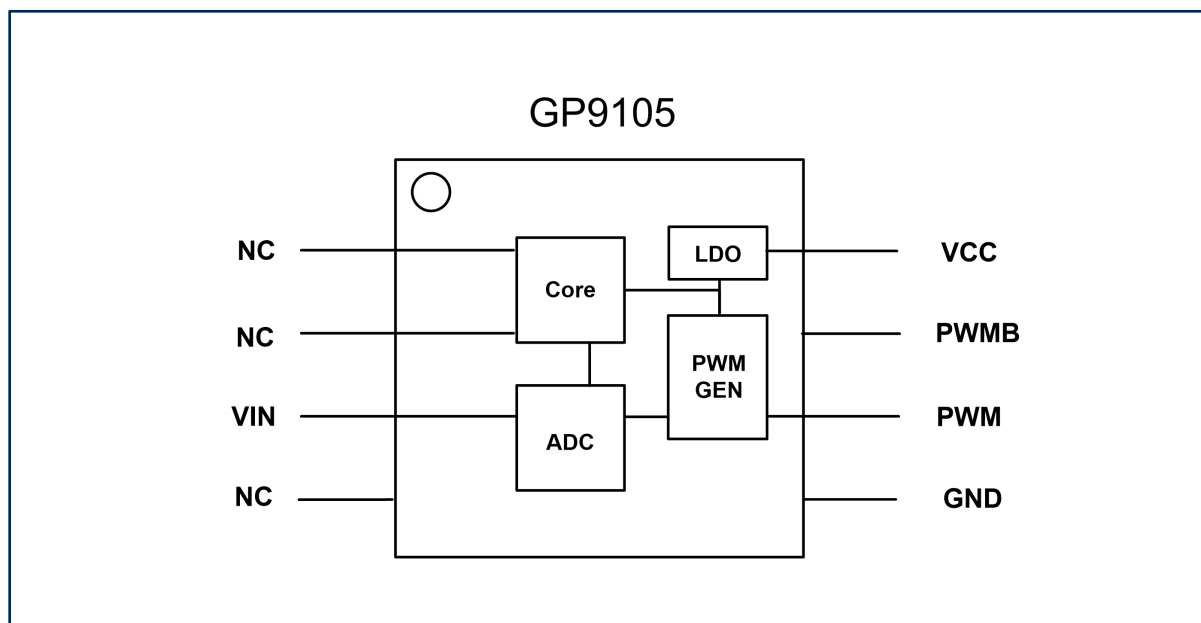 GP9105
NC
NC
VIN
NC
Core
ADC
LDO
PWM
GEN
VCC
PWMB
PWM
GND